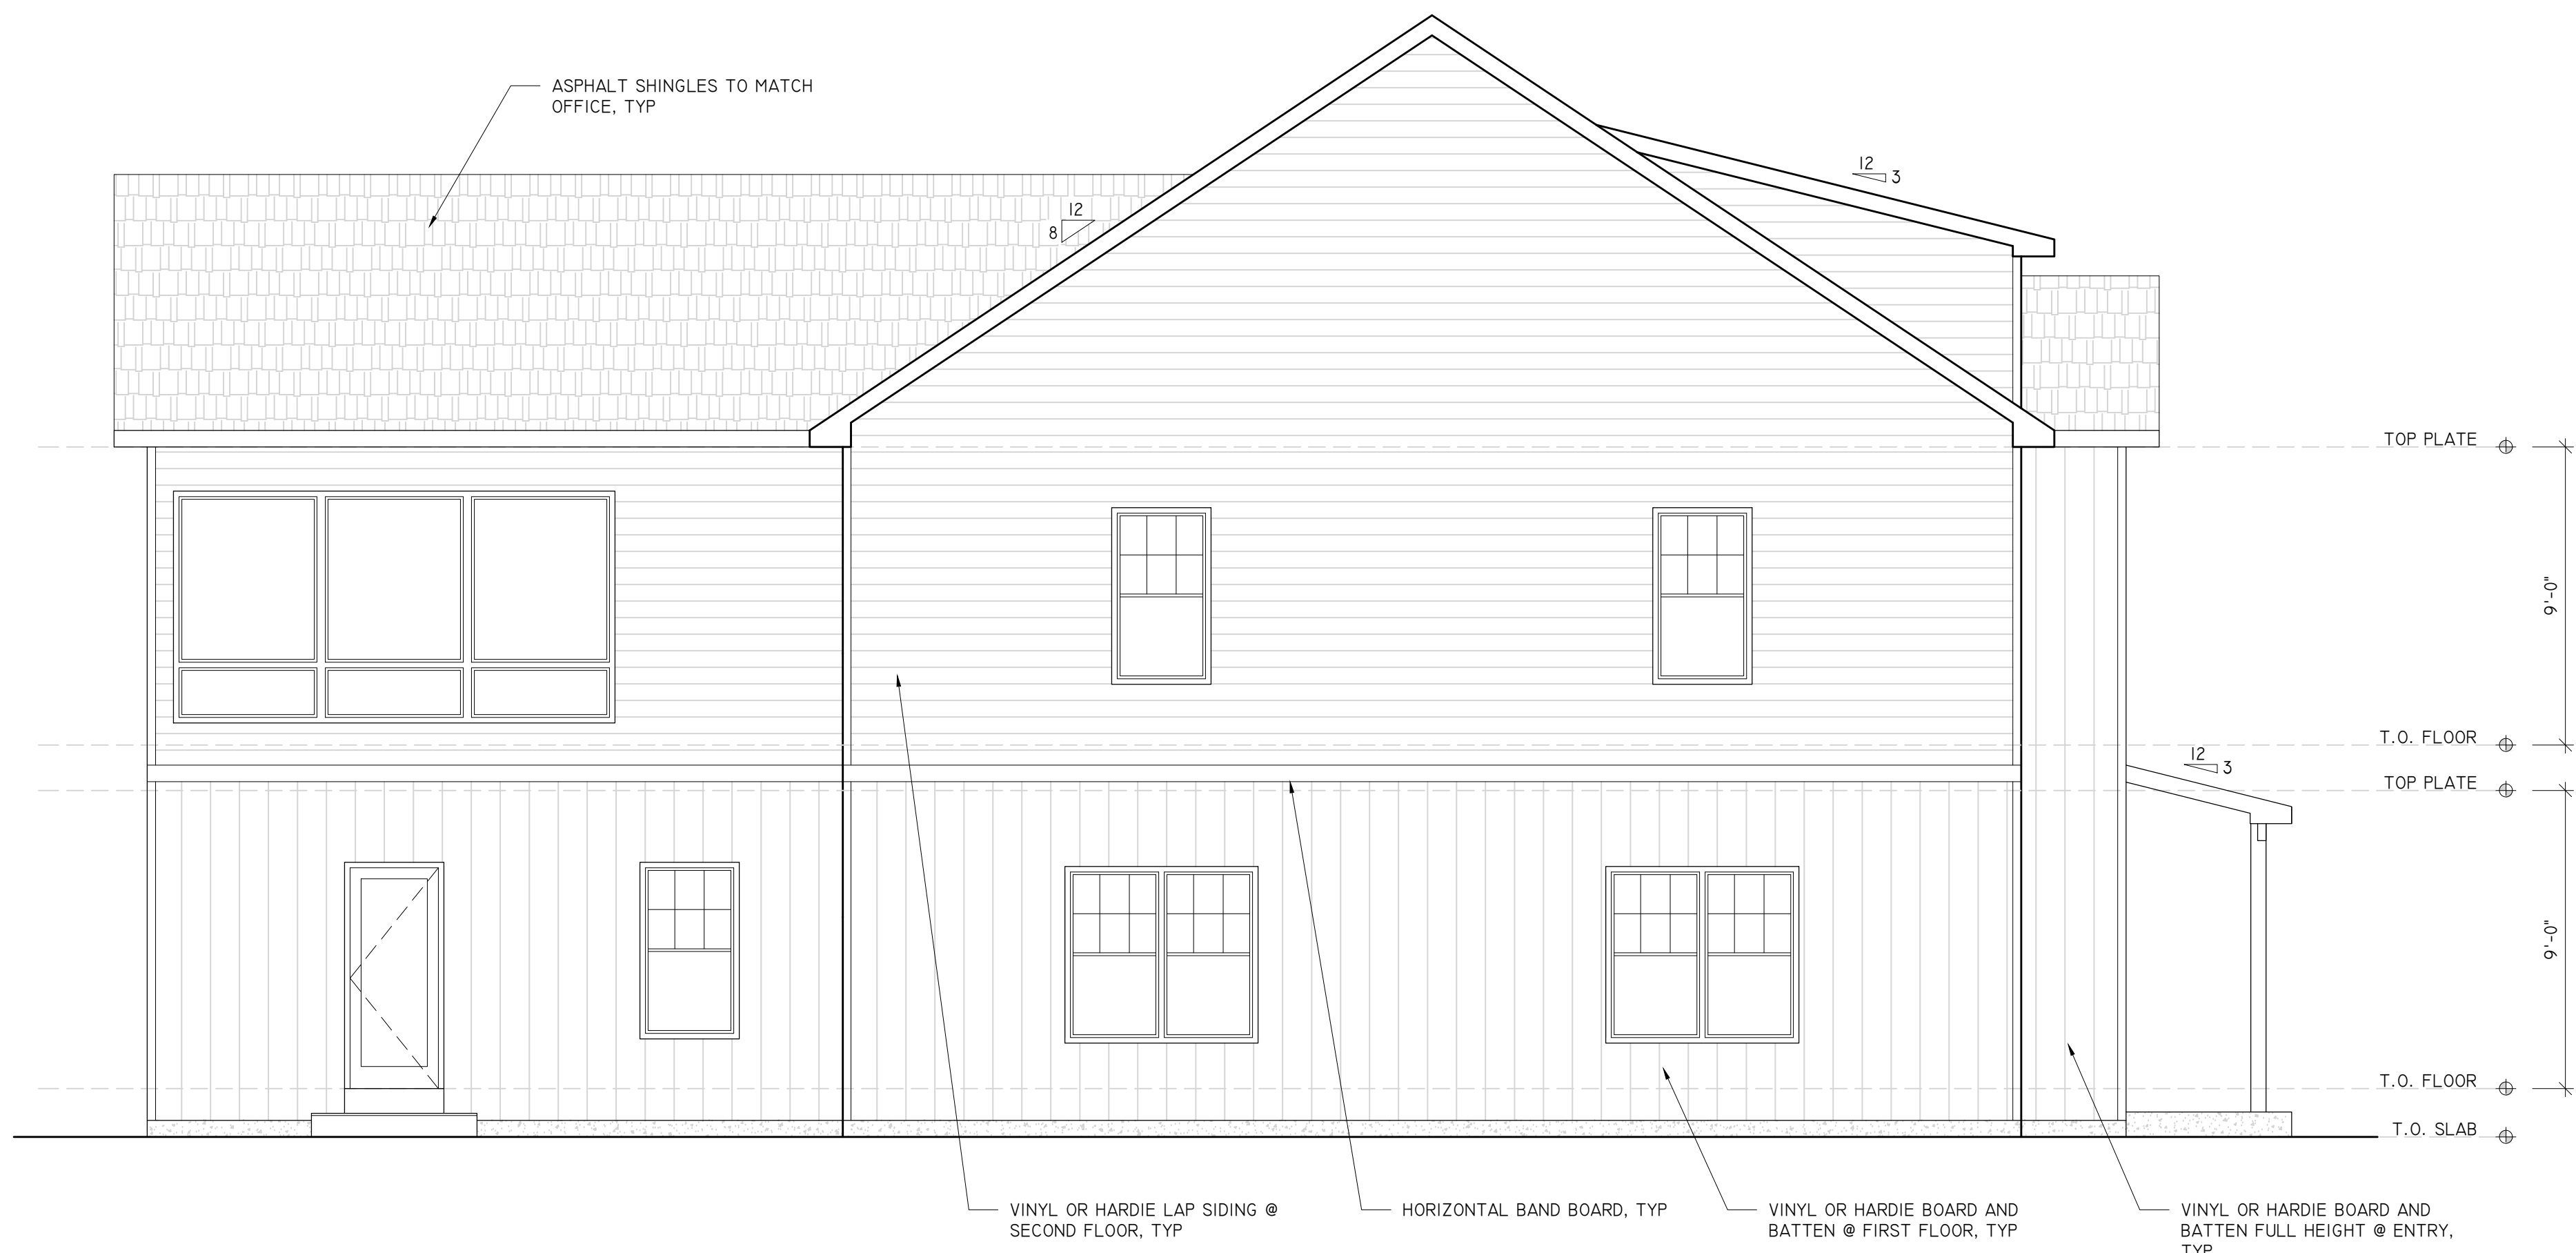 ASPHALT SHINGLES TO MATCH
OFFICE, TYP
12
3
12
8
TOP PLATE
9'-0"
T.O. FLOOR
12
3
TOP PLATE
9'-0"
T.O. FLOOR
T.O. SLAB
VINYL OR HARDIE LAP SIDING @
SECOND FLOOR, TYP
HORIZONTAL BAND BOARD, TYP
VINYL OR HARDIE BOARD AND
BATTEN @ FIRST FLOOR, TYP
VINYL OR HARDIE BOARD AND
BATTEN FULL HEIGHT @ ENTRY,
TYP